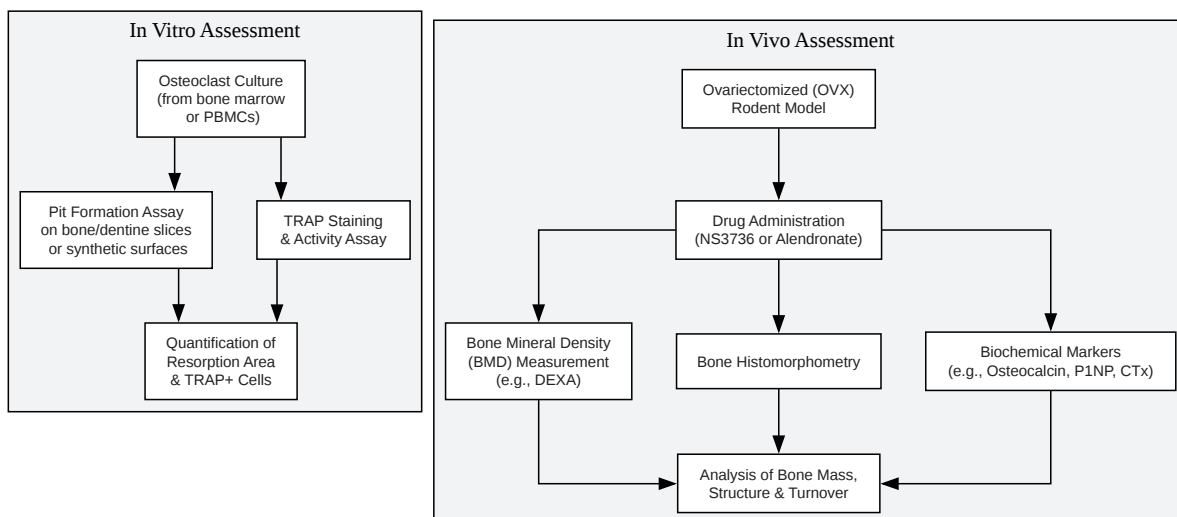 In Vitro Assessment
Osteoclast Culture
(from bone marrow
or PBMCs)
Pit Formation Assay
on bone/dentine slices
or synthetic surfaces
TRAP Staining
& Activity Assay
Quantification of
Resorption Area
& TRAP+ Cells
In Vivo Assessment
Ovariectomized (OVX)
Rodent Model
Drug Administration
(NS3736 or Alendronate)
Bone Mineral Density
(BMD) Measurement
(e.g., DEXA)
Bone Histomorphometry
Biochemical Markers
(e.g., Osteocalcin, P1NP, CTx)
Analysis of Bone Mass,
Structure & Turnover